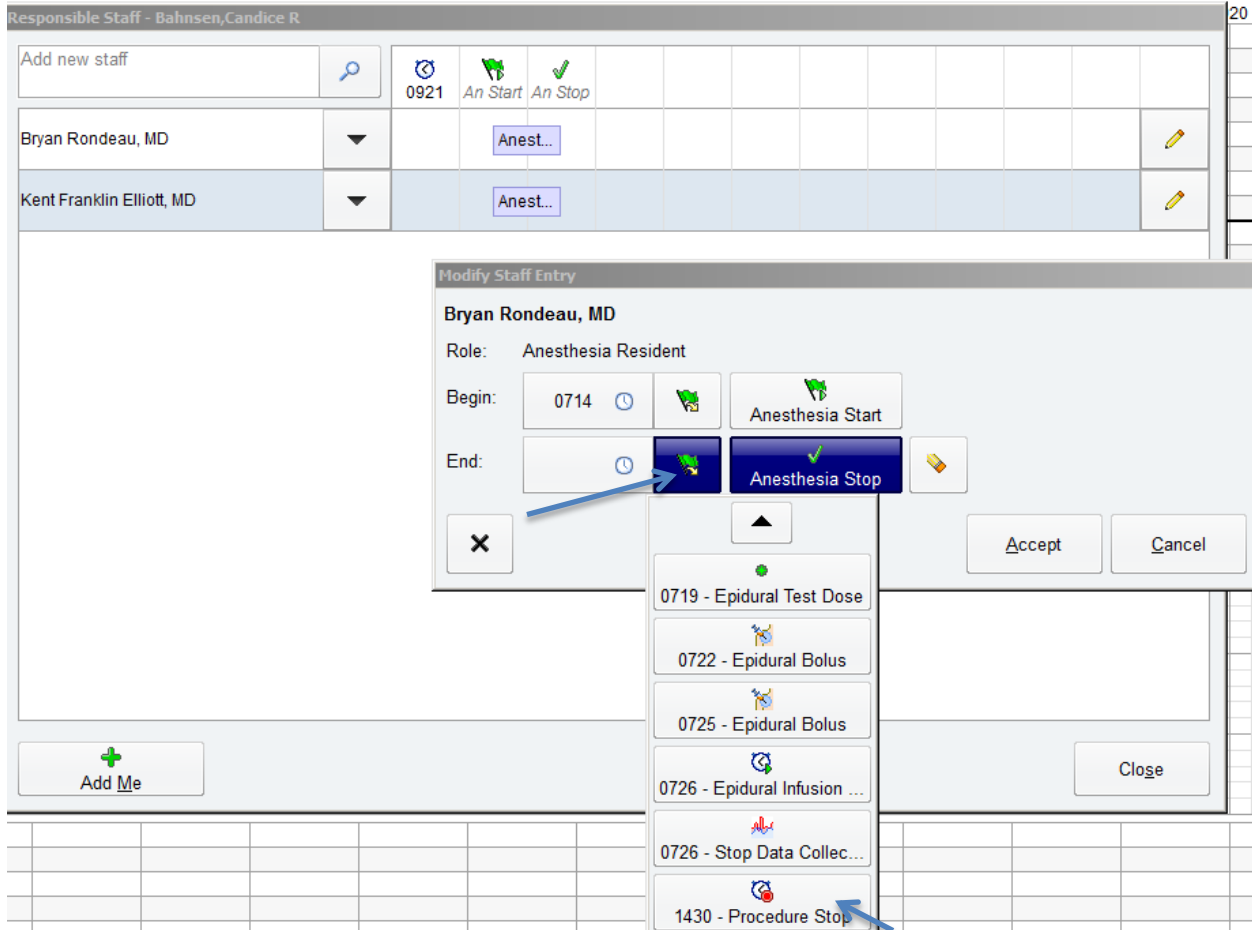 Responsible Staff - Bahnsen,Candice R
20
Add new staff
0921
An Start
An Stop
Bryan Rondeau, MD
Anest...
Kent Franklin Elliott, MD
Anest...
Modify Staff Entry
Bryan Rondeau, MD
Role: Anesthesia Resident
Begin: 0714
Anesthesia Start
End:
Anesthesia Stop
Accept
Cancel
0719 - Epidural Test Dose
0722 - Epidural Bolus
0725 - Epidural Bolus
0726 - Epidural Infusion ...
0726 - Stop Data Collec...
1430 - Procedure Stop
Add Me
Close